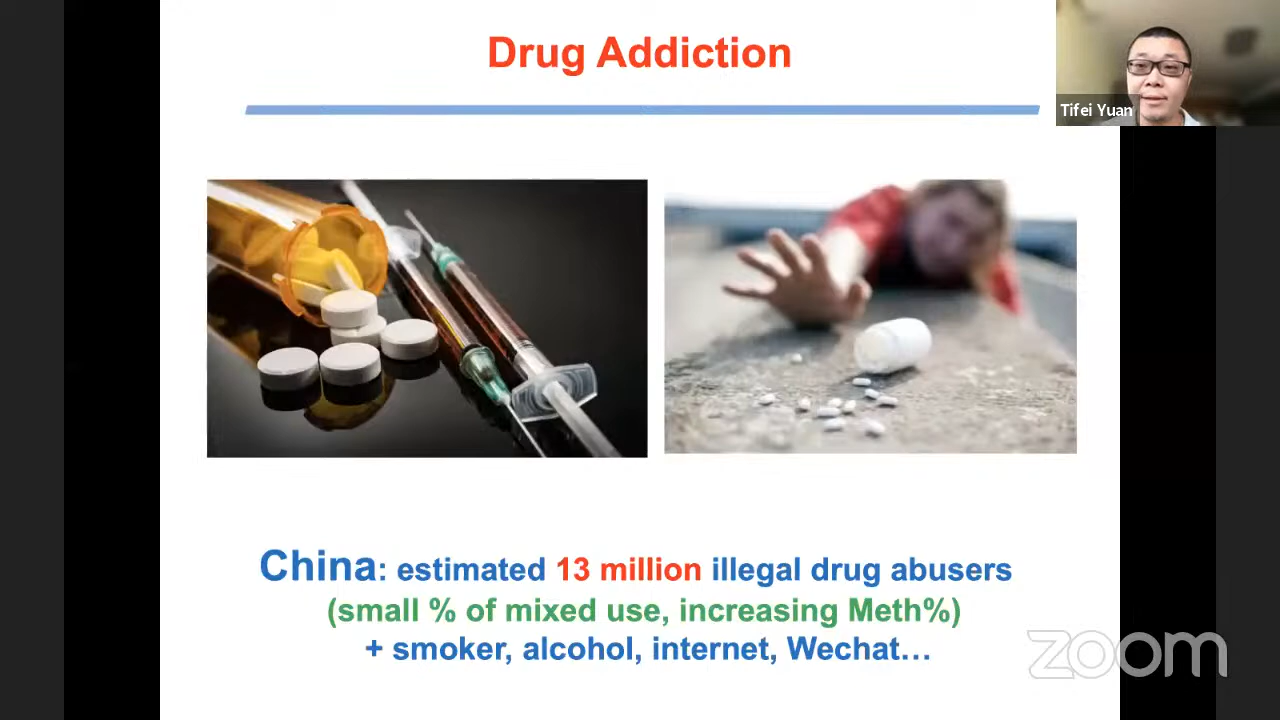 Drug Addiction
Tifei Yuan
China: estimated 13 million illegal drug abusers
(small % of mixed use, increasing Meth%)
+ smoker, alcohol, internet, Wechat…
zoom